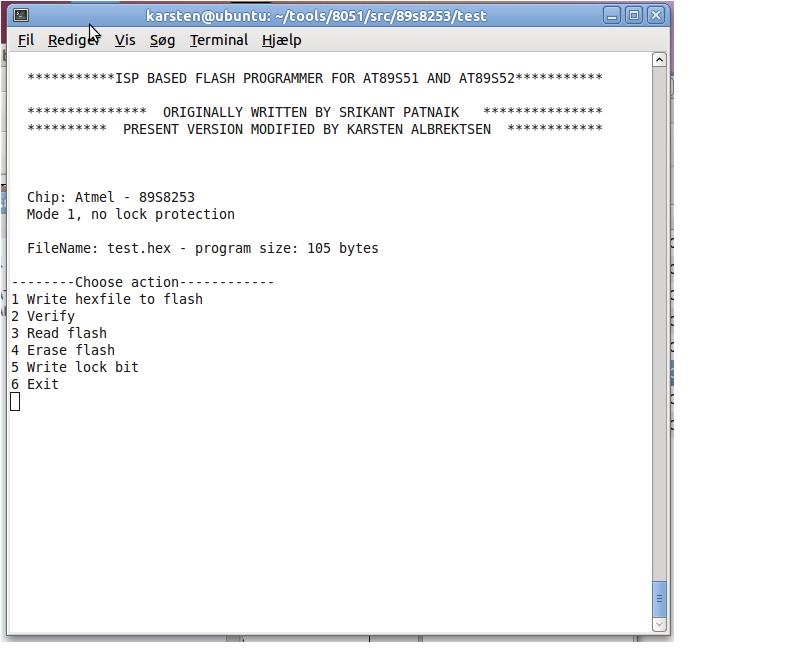 karsten@ubuntu: ~/tools/8051/src/89s8253/test
Fil Rediger Vis Søg Terminal Hjælp
***********ISP BASED FLASH PROGRAMMER FOR AT89S51 AND AT89S52***********
*************** ORIGINALLY WRITTEN BY SRIKANT PATNAIK ***************
********** PRESENT VERSION MODIFIED BY KARSTEN ALBREKTSEN ************
Chip: Atmel - 89S8253
Mode 1, no lock protection
FileName: test.hex - program size: 105 bytes
--------Choose action------------
1 Write hexfile to flash
2 Verify
3 Read flash
4 Erase flash
5 Write lock bit
6 Exit